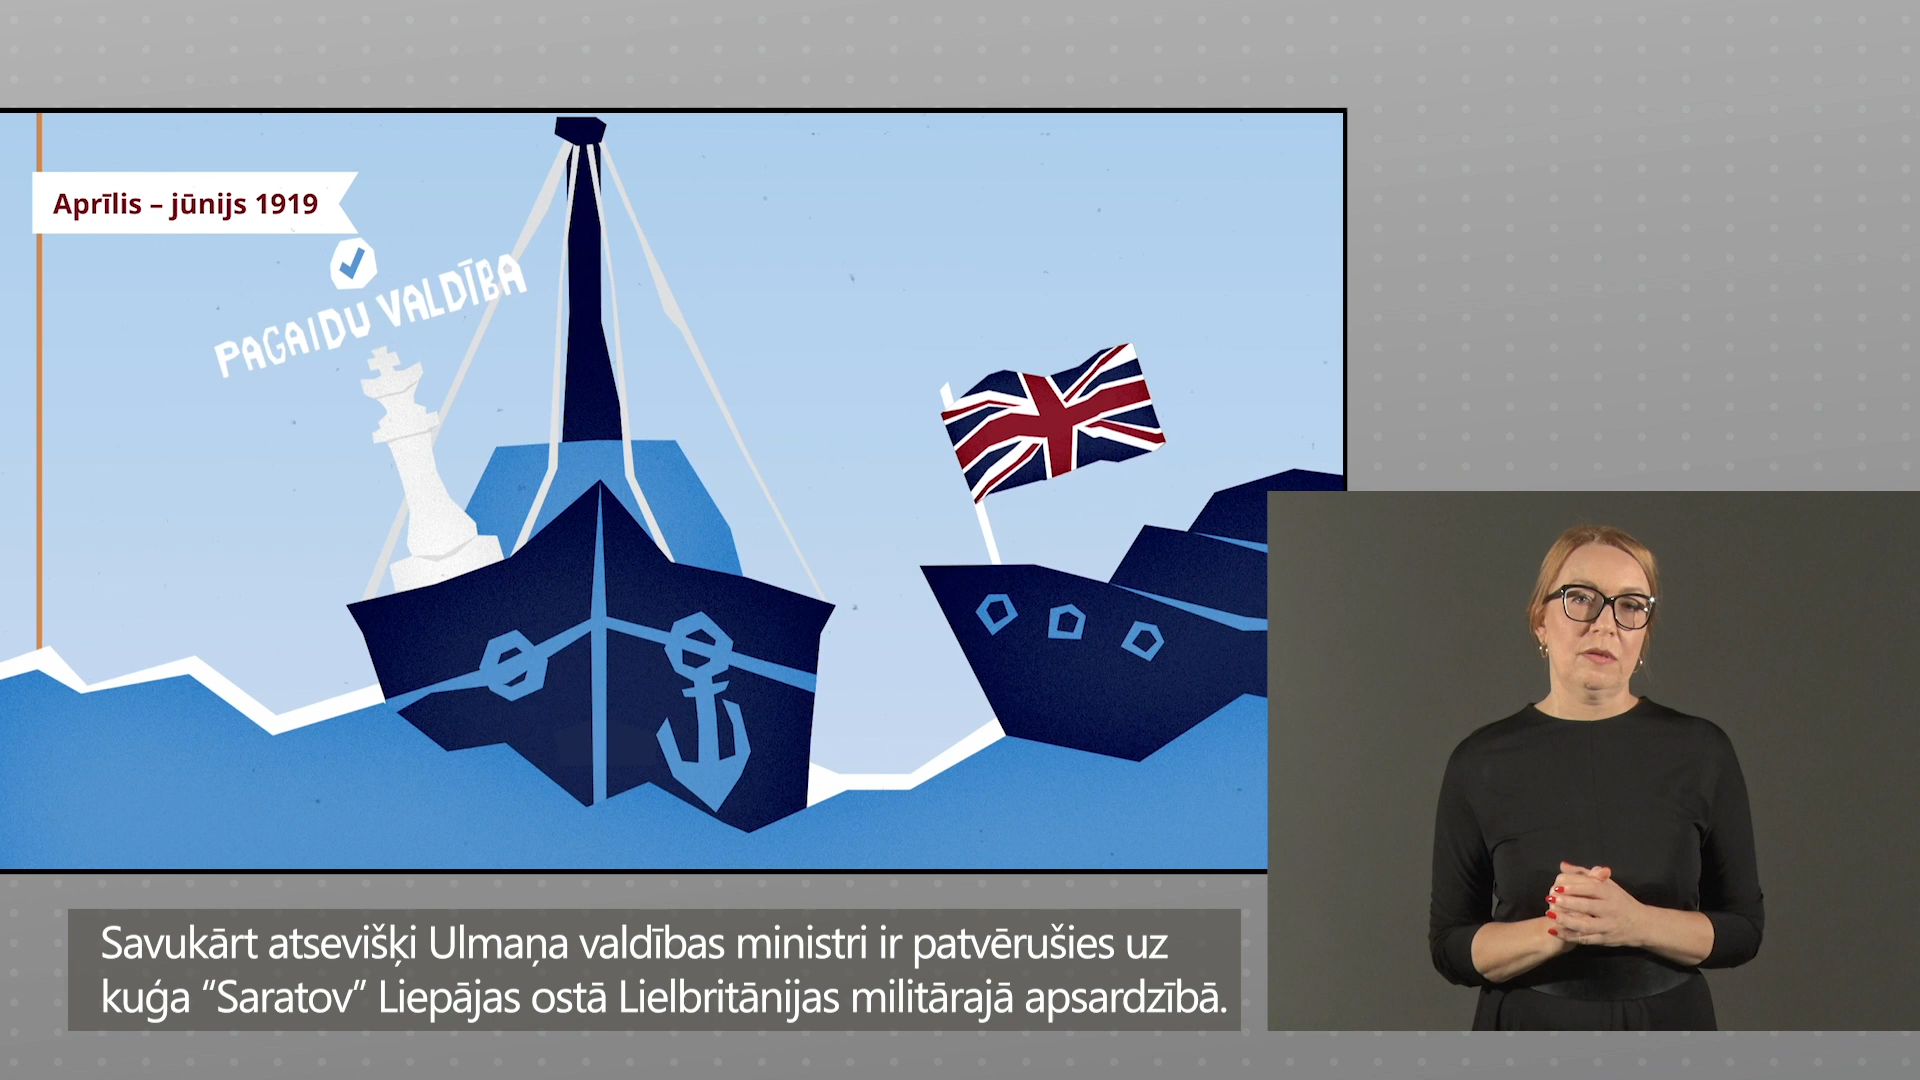 Aprīlis – jūnijs 1919
PAGAIDU VALDĪBA
Savukārt atsevišķi Ulmaņa valdības ministri ir patvērušies uz
kuģa “Saratov” Liepājas ostā Lielbritānijas militārajā apsardzībā.